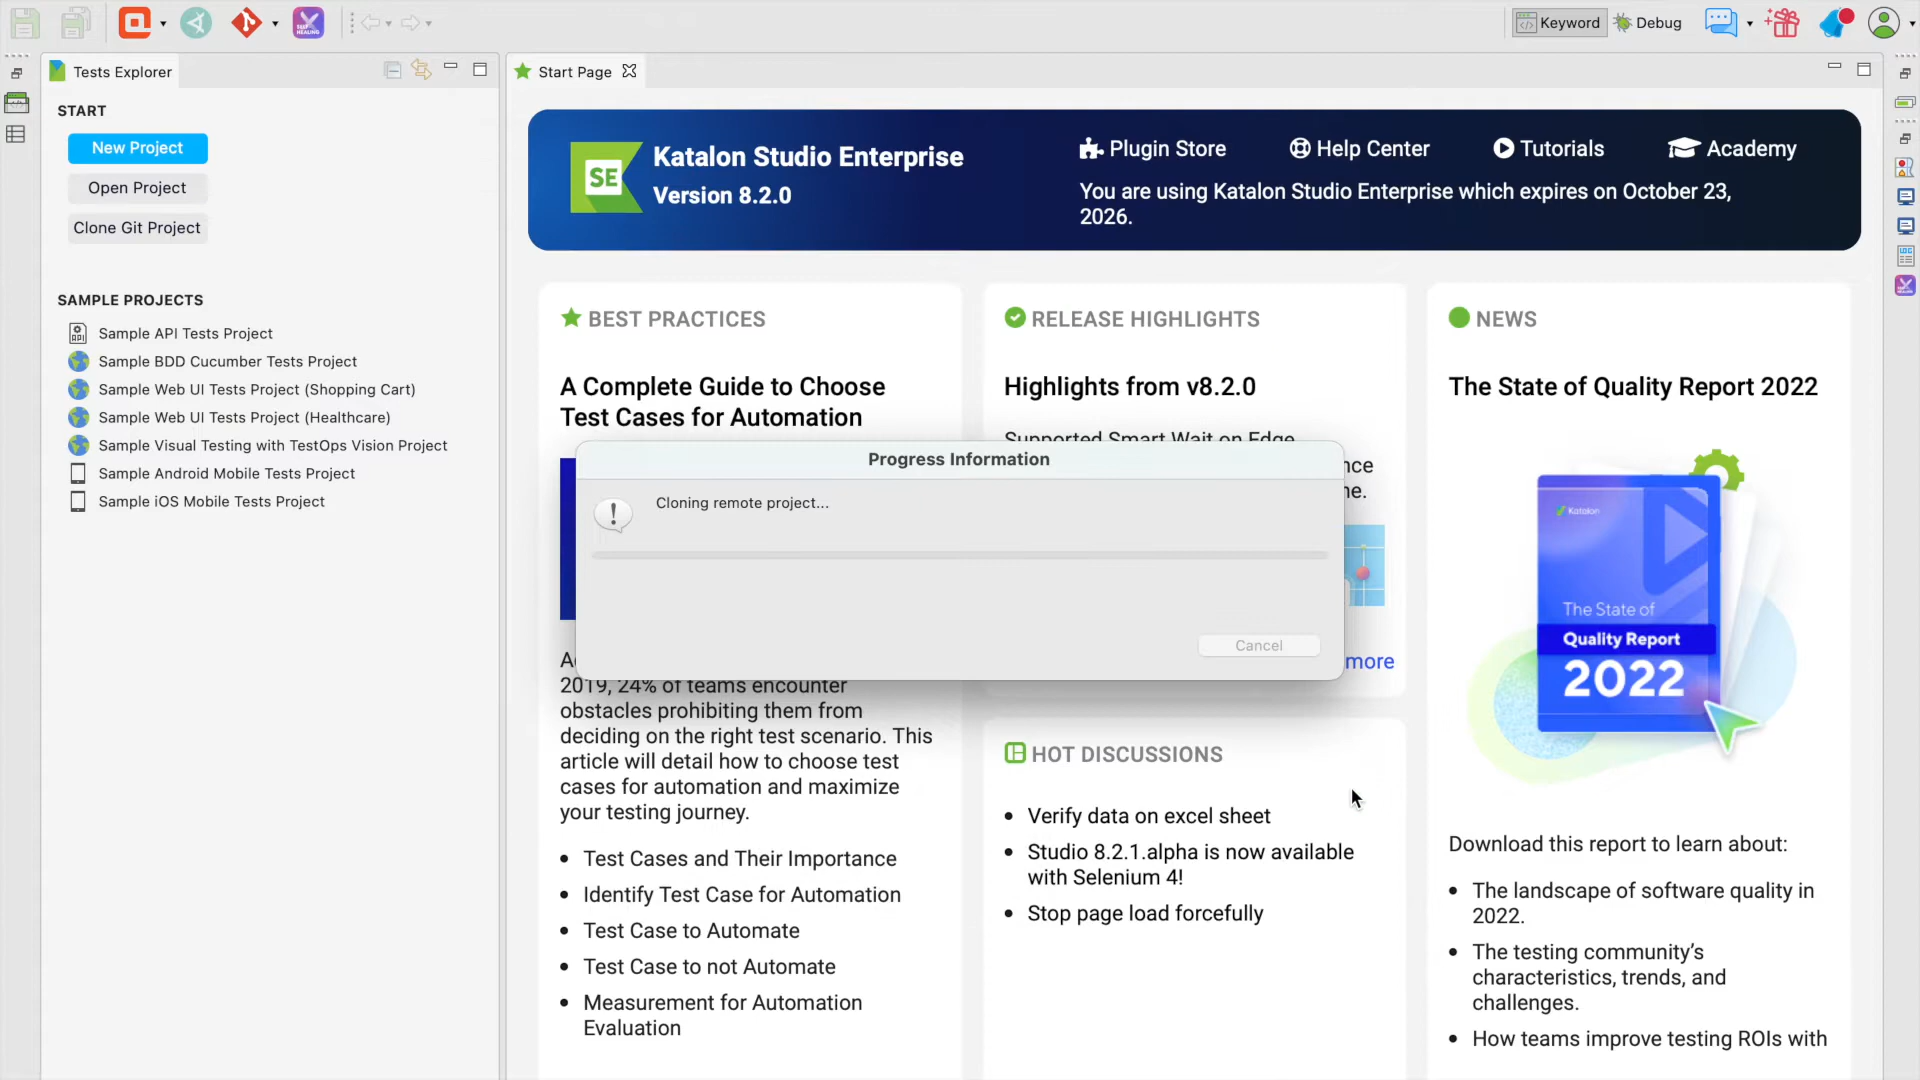 Keyword
Debug
Tests Explorer
Start Page
START
New Project
Open Project
Clone Git Project
SAMPLE PROJECTS
Sample API Tests Project
Sample BDD Cucumber Tests Project
Sample Web UI Tests Project (Shopping Cart)
Sample Web UI Tests Project (Healthcare)
Sample Visual Testing with TestOps Vision Project
Sample Android Mobile Tests Project
Sample iOS Mobile Tests Project
SE
Katalon Studio Enterprise
Version 8.2.0
Plugin Store
Help Center
Tutorials
Academy
You are using Katalon Studio Enterprise which expires on October 23,
2026.
BEST PRACTICES
A Complete Guide to Choose
Test Cases for Automation
2019, 24% of teams encounter
obstacles prohibiting them from
deciding on the right test scenario. This
article will detail how to choose test
cases for automation and maximize
your testing journey.
Test Cases and Their Importance
Identify Test Case for Automation
Test Case to Automate
Test Case to not Automate
Measurement for Automation
Evaluation
RELEASE HIGHLIGHTS
Highlights from v8.2.0
Supported Smart Wait on Edge
more
Progress Information
Cloning remote project...
Cancel
HOT DISCUSSIONS
Verify data on excel sheet
Studio 8.2.1.alpha is now available
with Selenium 4!
Stop page load forcefully
NEWS
The State of Quality Report 2022
Katalon
The State of
Quality Report
2022
Download this report to learn about:
The landscape of software quality in
2022.
The testing community's
characteristics, trends, and
challenges.
How teams improve testing ROIs with